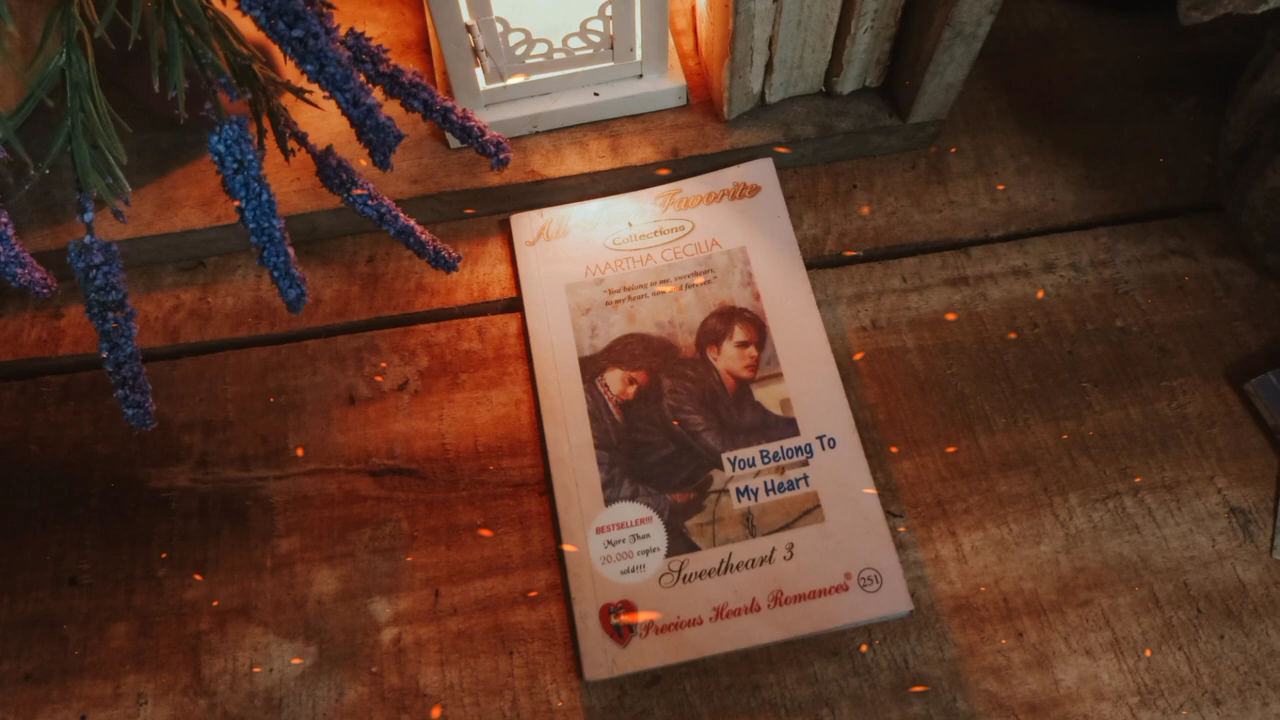 Favorite
Collections
MARTHA CECILIA
"You belong to me, sweetheart,
to my heart, now and forever."
You Belong To
My Heart
BESTSELLER!!!
More Than
20,000 copies
sold!!!
Sweetheart 3
Precious Hearts Romances®
251